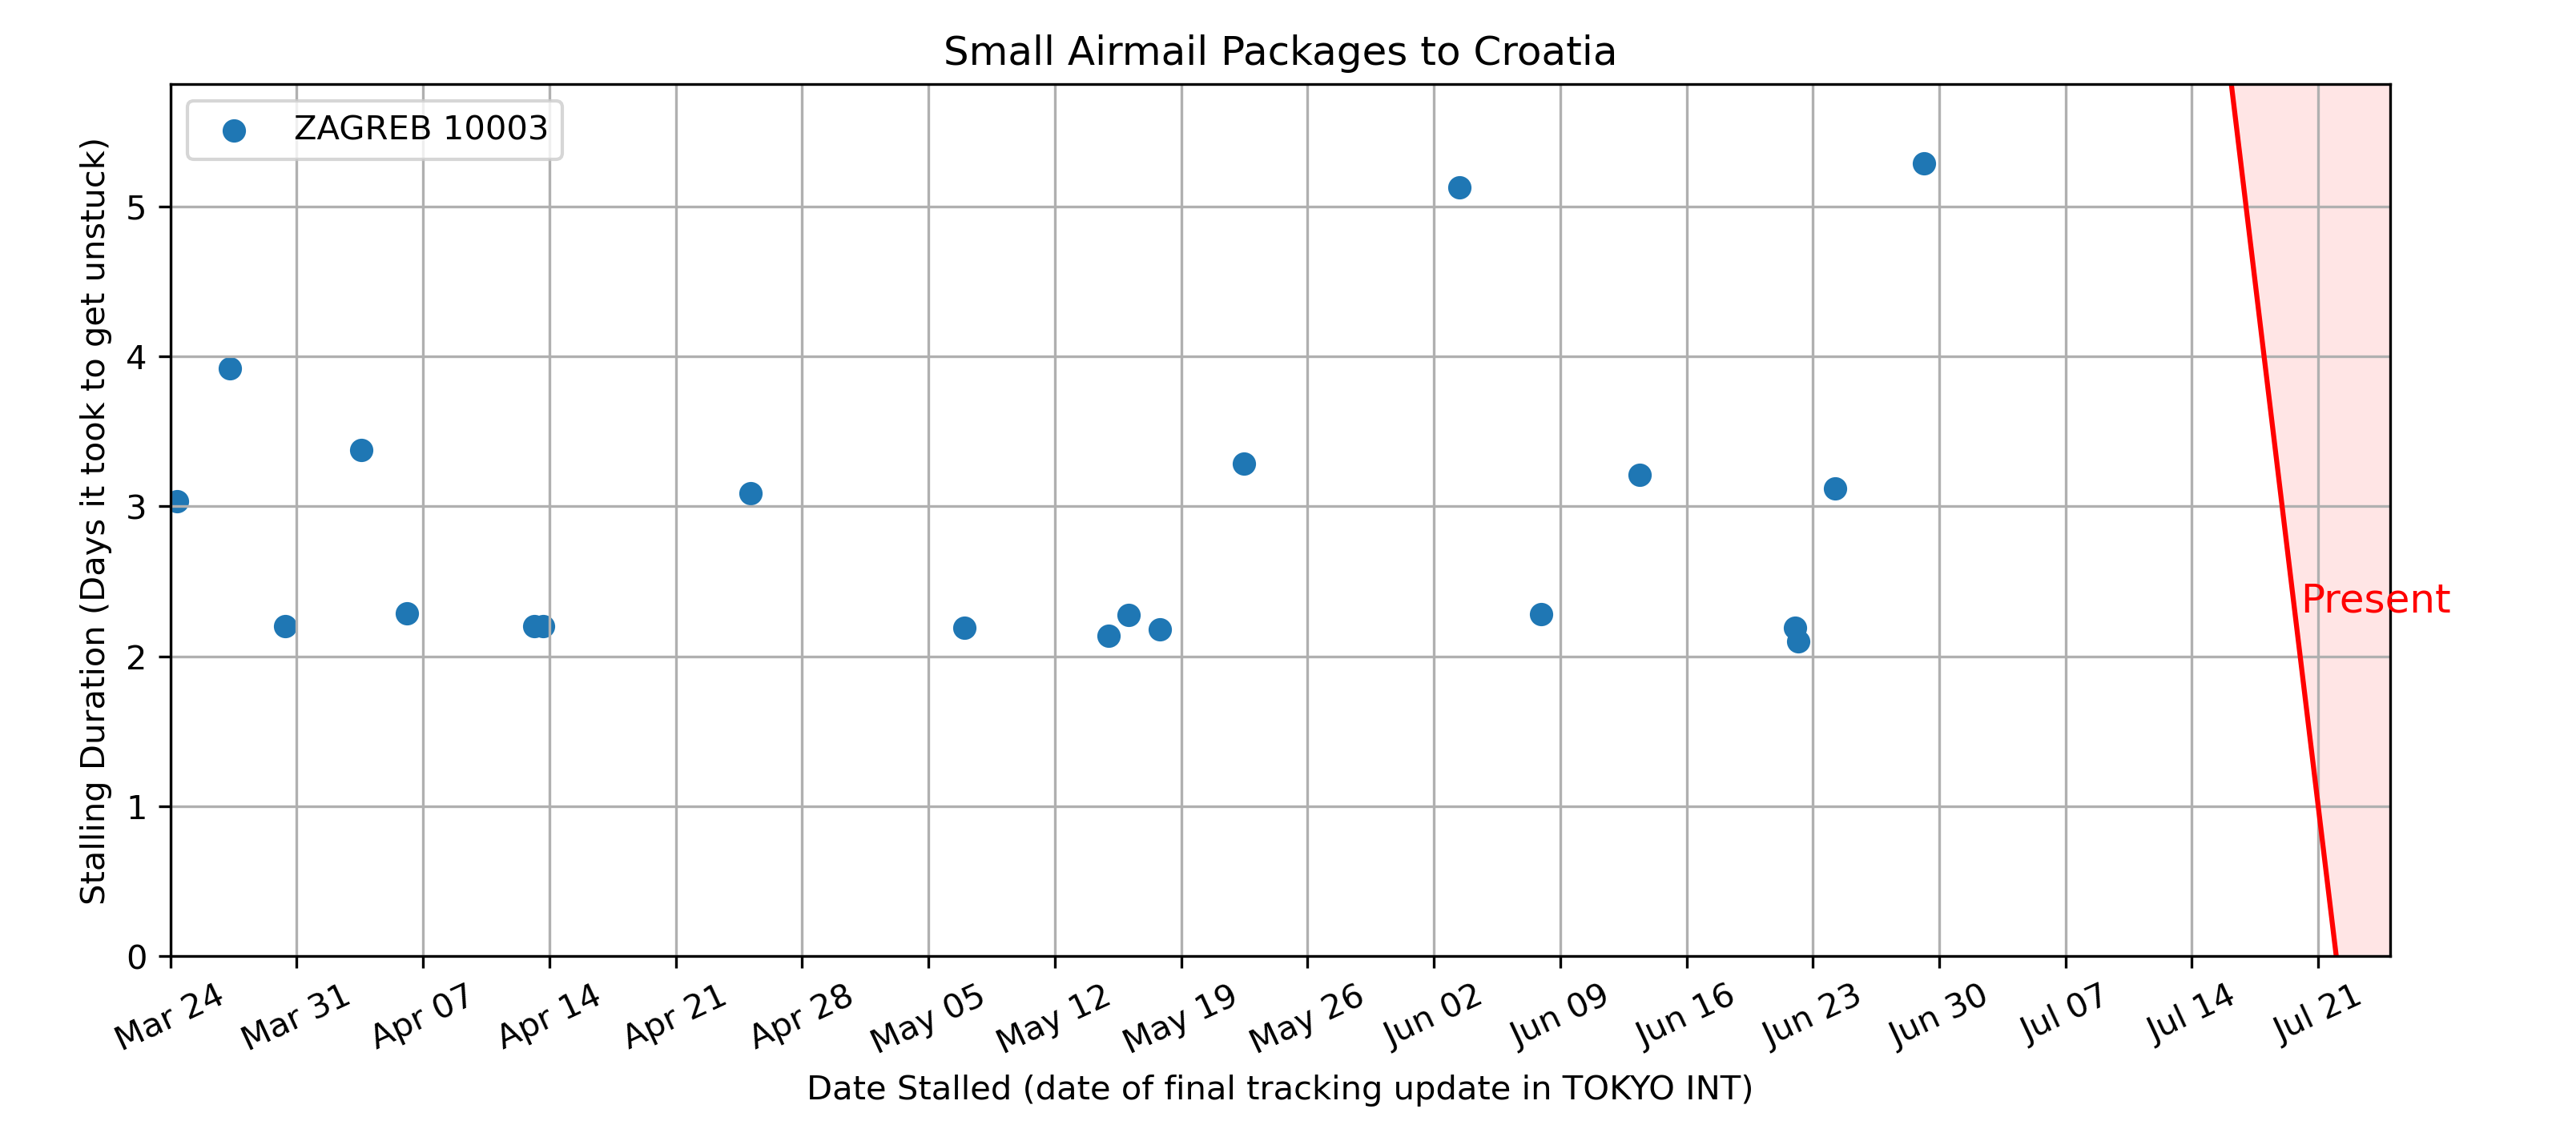 Small Airmail Packages to Croatia
ZAGREB 10003
Stalling Duration (Days it took to get unstuck)
5
4
3
2
1
0
Present
Mar 24
Mar 31
Apr 07
Apr 14
Apr 21
Apr 28
May 05
May 12
May 19
May 26
Jun 02
Jun 09
Jun 16
Jun 23
Jun 30
Jul 07
Jul 14
Jul 21
Date Stalled (date of final tracking update in TOKYO INT)